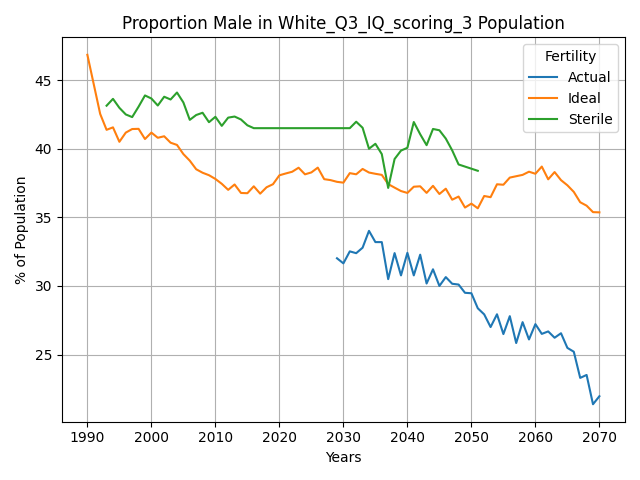 Proportion Male in White_Q3_IQ_scoring_3 Population
Fertility
Actual
Ideal
Sterile
% of Population
45
40
35
30
25
1990 2000 2010 2020 2030 2040 2050 2060 2070
Years